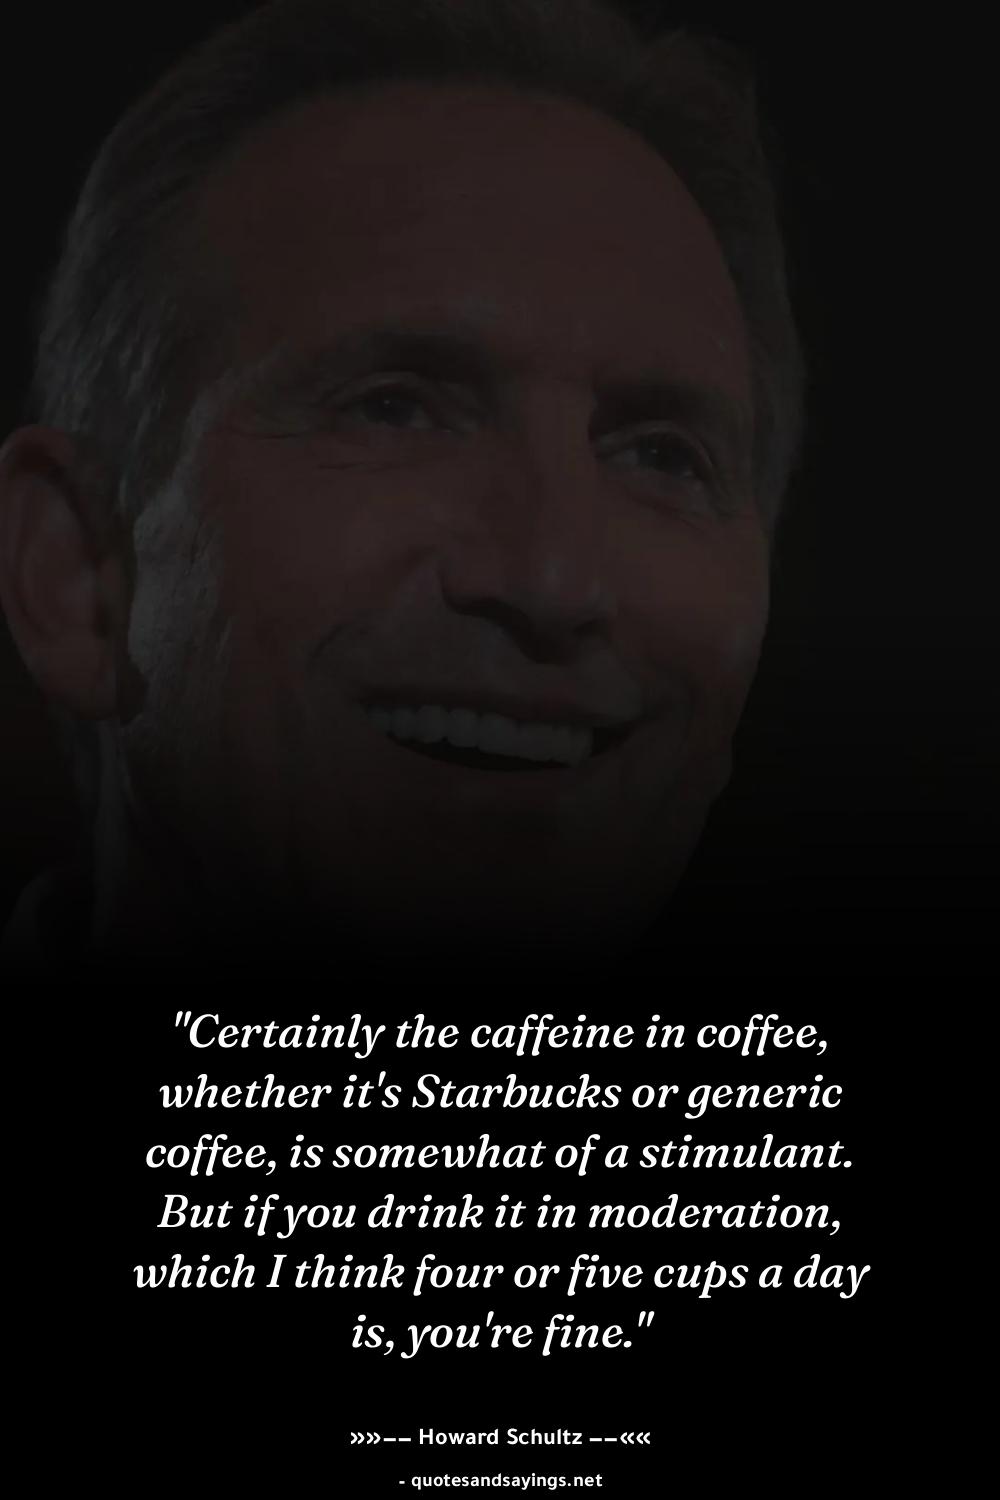 "Certainly the caffeine in coffee,
whether it's Starbucks or generic
coffee, is somewhat of a stimulant.
But if you drink it in moderation,
which I think four or five cups a day
is, you're fine."
»»−− Howard Schultz −−««
- quotesandsayings.net